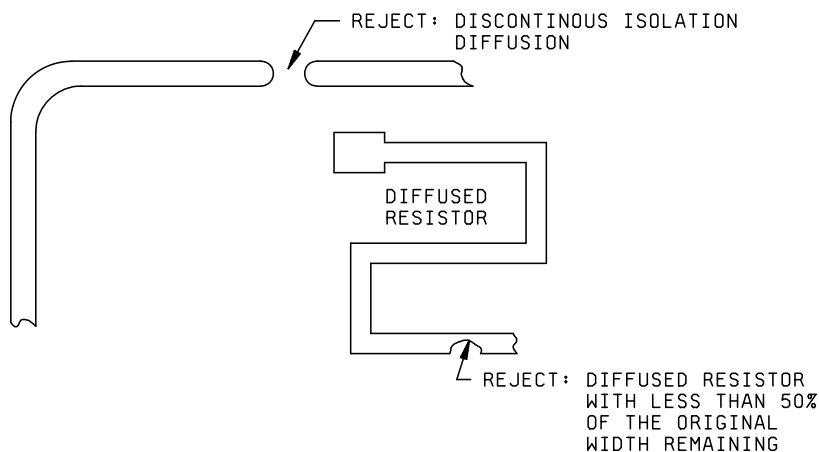 REJECT: DISCONTINOUS ISOLATION
DIFFUSION
DIFFUSED
RESISTOR
REJECT: DIFFUSED RESISTOR
WITH LESS THAN 50%
OF THE ORIGINAL
WIDTH REMAINING